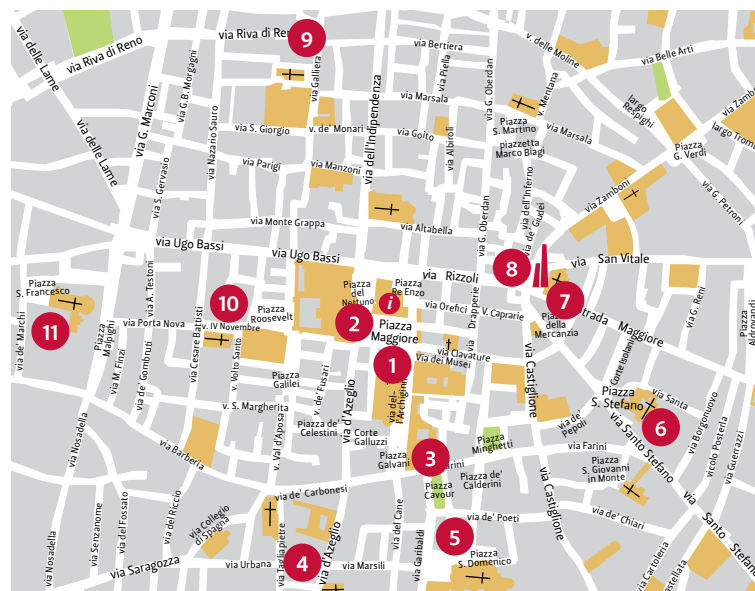 via Riva di Reno
9
via Bertiera
v. delle Moline
via Belle Arti
via delle Lame
via Riva di Reno
via Galliera
via Piella
via G. Oberdan
v. Mentana
via G.B. Morgagni
via G. Marconi
via Marsala
largo
Respighi
via Nazario Sauro
via S. Giorgio
v. de' Monari
via dell'Indipendenza
via Goito
via Albiroli
Piazza
S. Martino
via Marsala
piazzetta
Marco Biagi
Piazza
G. Verdi
via delle Lame
via S. Gervasio
via Parigi
via Manzoni
via dell'Inferno
via de' Giudei
via Zamboni
via G. Petroni
via Monte Grappa
via Altabella
via G. Oberdan
via Ugo Bassi
via Ugo Bassi
via Rizzoli
8
via San Vitale
Piazza
S. Francesco
via A. Testoni
10
Piazza
Roosevelt
Piazza
del
Nettuno
i
Piazza
Re Enzo
via Orefici
via Drapperie
v. Caprarie
7
Strada Maggiore
via G. Reni
Piazza
Aldrovandi
11
via de' Marchi
Piazza
Malpighi
via Porta Nova
via Cesare Battisti
v. IV Novembre
2
Piazza
Maggiore
via Clavature
via dei Musei
della
Mercanzia
Corte Isolani
via M. Finzi
via de' Gombruti
v. Volto Santo
Piazza
Galilei
v. de' Fusari
1
via Castiglione
Piazza
S. Stefano
via Santa
v. S. Margherita
via d'Azeglio
via del-
l'Archiginn.
via de'
Pepoli
6
via Borgonuovo
vicolo Posterla
via Guerrazzi
via Nosadella
via Barberia
v. Val d'Aposa
Piazza de'
Celestini
Corte
Galluzzi
Piazza
Galvani
3
Piazza
Minghetti
via Farini
via Santo Stefano
Piazza
S. Giovanni
in Monte
Piazza
Cavour
Piazza de'
Calderini
via de' Carbonesi
via Nosadella
via Senzanome
via del Fossato
via del Riccio
via Collegio
di Spagna
via Tagliapietre
via d'Azeglio
via del Cane
via Garibaldi
via de' Poeti
5
via Castiglione
via de' Chiari
via Santo Stefano
via Saragozza
via Urbana
4
via Marsili
Piazza
S. Domenico
via Cartoleria